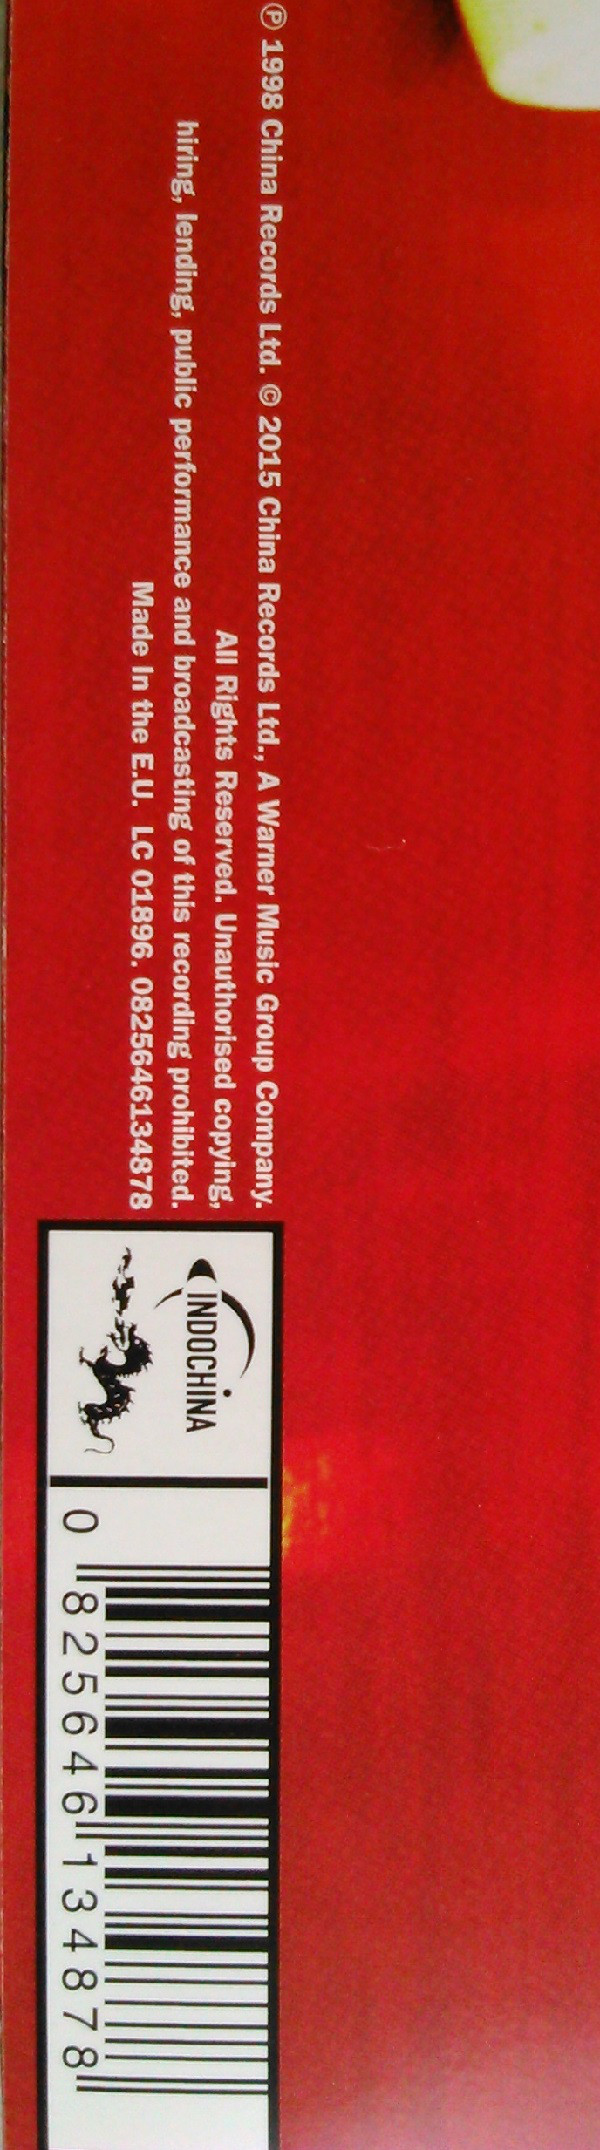 ℗ 1998 China Records Ltd. © 2015 China Records Ltd., A Warner Music Group Company.
All Rights Reserved. Unauthorised copying,
hiring, lending, public performance and broadcasting of this recording prohibited.
Made In the E.U. LC 01896. 0825646134878
INDOCHINA
0 825646 134878